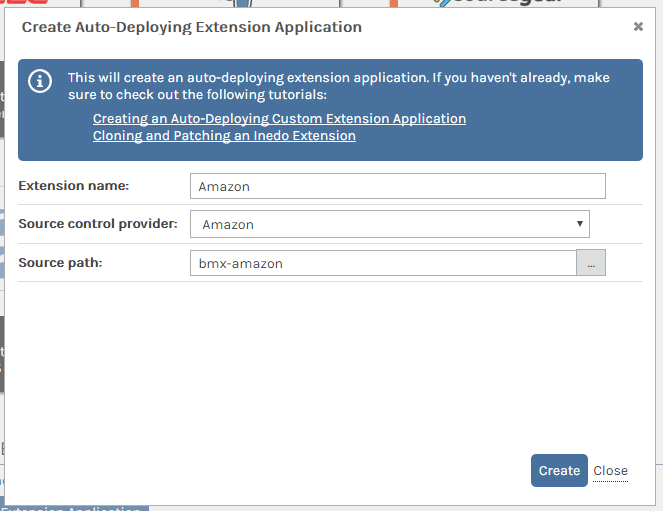 Create Auto-Deploying Extension Application
This will create an auto-deploying extension application. If you haven't already, make
sure to check out the following tutorials:
Creating an Auto-Deploying Custom Extension Application
Cloning and Patching an Inedo Extension
Extension name:
Amazon
Source control provider:
Amazon
Source path:
bmx-amazon
...
Create
Close
Extension Application